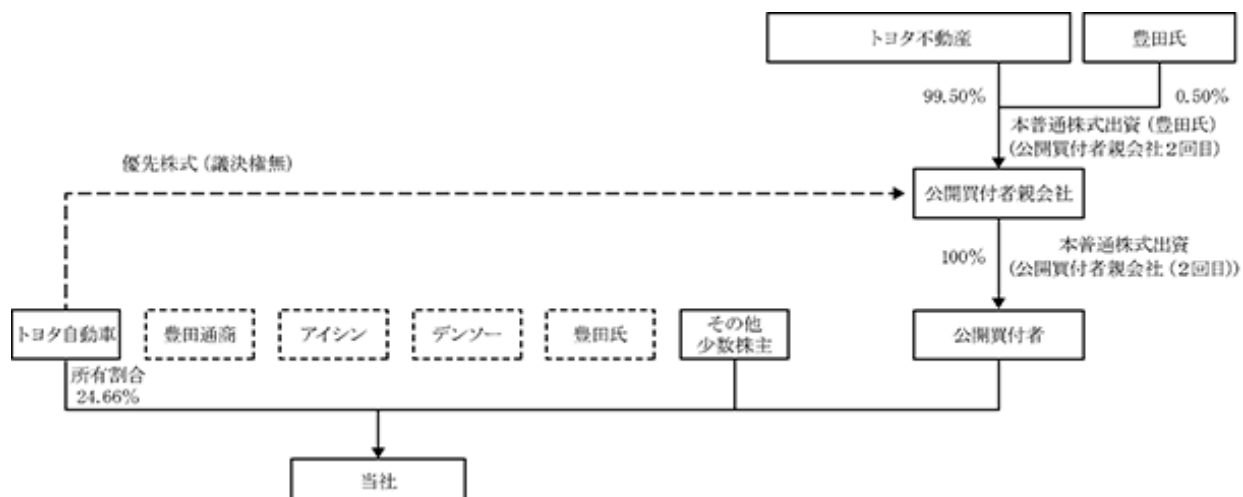 トヨタ不動産
豊田氏
99.50%
0.50%
本普通株式出資(豊田氏)
(公開買付者親会社2回目)
優先株式(議決権無)
公開買付者親会社
100%
本普通株式出資
(公開買付者親会社(2回目))
トヨタ自動車
豊田通商
アイシン
デンソー
豊田氏
その他
少数株主
公開買付者
所有割合
24.66%
当社